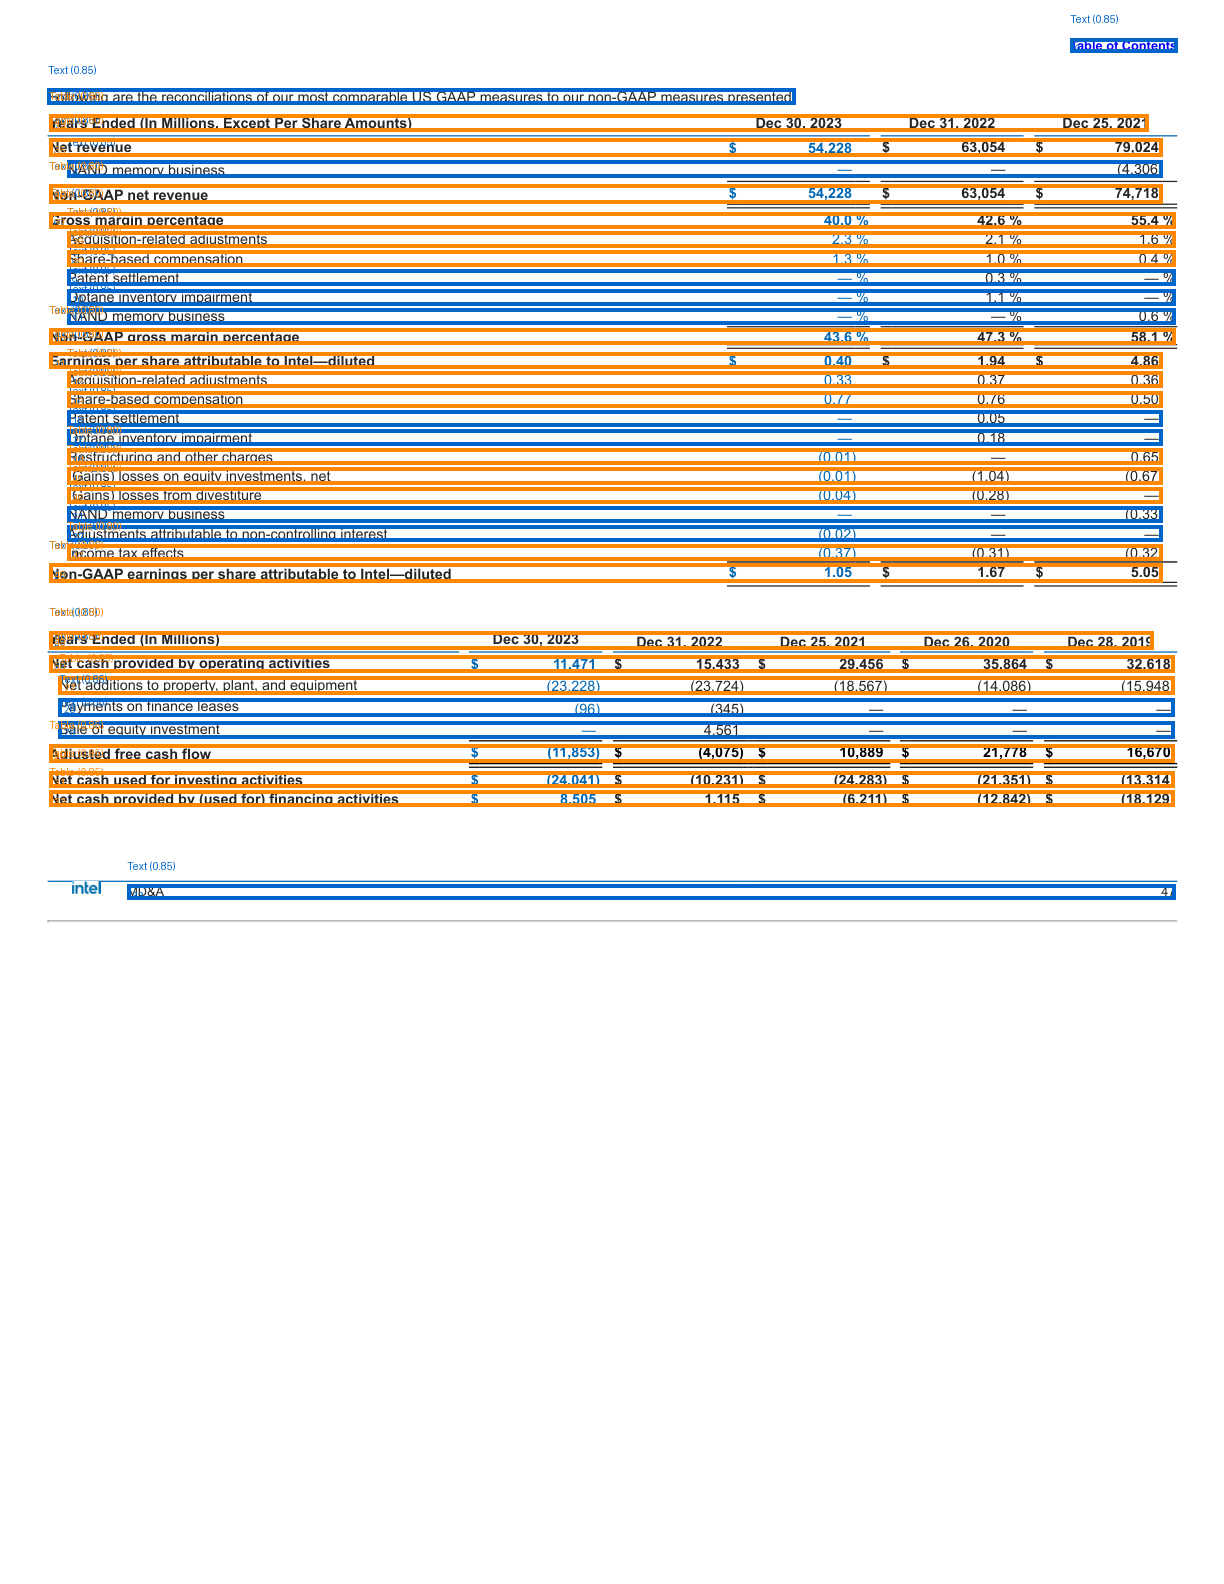 Text (0.85)
Table of Contents
Text (0.85)
Following are the reconciliations of our most comparable US GAAP measures to our non-GAAP measures presented
Years Ended (In Millions, Except Per Share Amounts) Dec 30, 2023 Dec 31, 2022 Dec 25, 2021
Net revenue $ 54,228 $ 63,054 $ 79,024
NAND memory business — — (4,306
Non-GAAP net revenue $ 54,228 $ 63,054 $ 74,718
Gross margin percentage 40.0 % 42.6 % 55.4 %
Acquisition-related adjustments 2.3 % 2.1 % 1.6 %
Share-based compensation 1.3 % 1.0 % 0.4 %
Patent settlement — % 0.3 % — %
Optane inventory impairment — % 1.1 % — %
NAND memory business — % — % 0.6 %
Non-GAAP gross margin percentage 43.6 % 47.3 % 58.1 %
Earnings per share attributable to Intel—diluted $ 0.40 $ 1.94 $ 4.86
Acquisition-related adjustments 0.33 0.37 0.36
Share-based compensation 0.77 0.76 0.50
Patent settlement — 0.05 —
Optane inventory impairment — 0.18 —
Restructuring and other charges (0.01) — 0.65
(Gains) losses on equity investments, net (0.01) (1.04) (0.67
(Gains) losses from divestiture (0.04) (0.28) —
NAND memory business — — (0.33
Adjustments attributable to non-controlling interest (0.02) — —
Income tax effects (0.37) (0.31) (0.32
Non-GAAP earnings per share attributable to Intel—diluted $ 1.05 $ 1.67 $ 5.05
Years Ended (In Millions) Dec 30, 2023 Dec 31, 2022 Dec 25, 2021 Dec 26, 2020 Dec 28, 2019
Net cash provided by operating activities $ 11,471 $ 15,433 $ 29,456 $ 35,864 $ 32,618
Net additions to property, plant, and equipment (23,228) (23,724) (18,567) (14,086) (15,948
Payments on finance leases (96) (345) — — —
Sale of equity investment — 4,561 — — —
Adjusted free cash flow $ (11,853) $ (4,075) $ 10,889 $ 21,778 $ 16,670
Net cash used for investing activities $ (24,041) $ (10,231) $ (24,283) $ (21,351) $ (13,314
Net cash provided by (used for) financing activities $ 8,505 $ 1,115 $ (6,211) $ (12,842) $ (18,129
Text (0.85)
intel MD&A 47